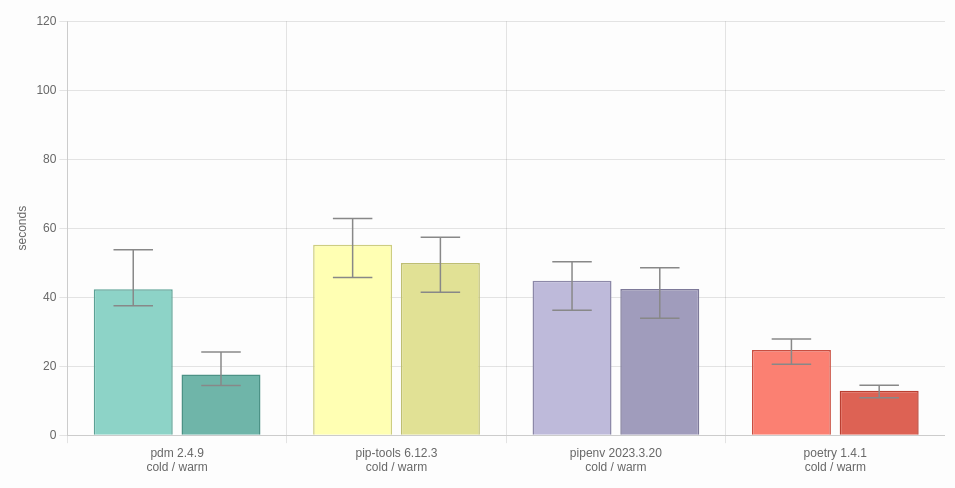 120
100
80
60
40
20
0
seconds
pdm 2.4.9
cold / warm
pip-tools 6.12.3
cold / warm
pipenv 2023.3.20
cold / warm
poetry 1.4.1
cold / warm